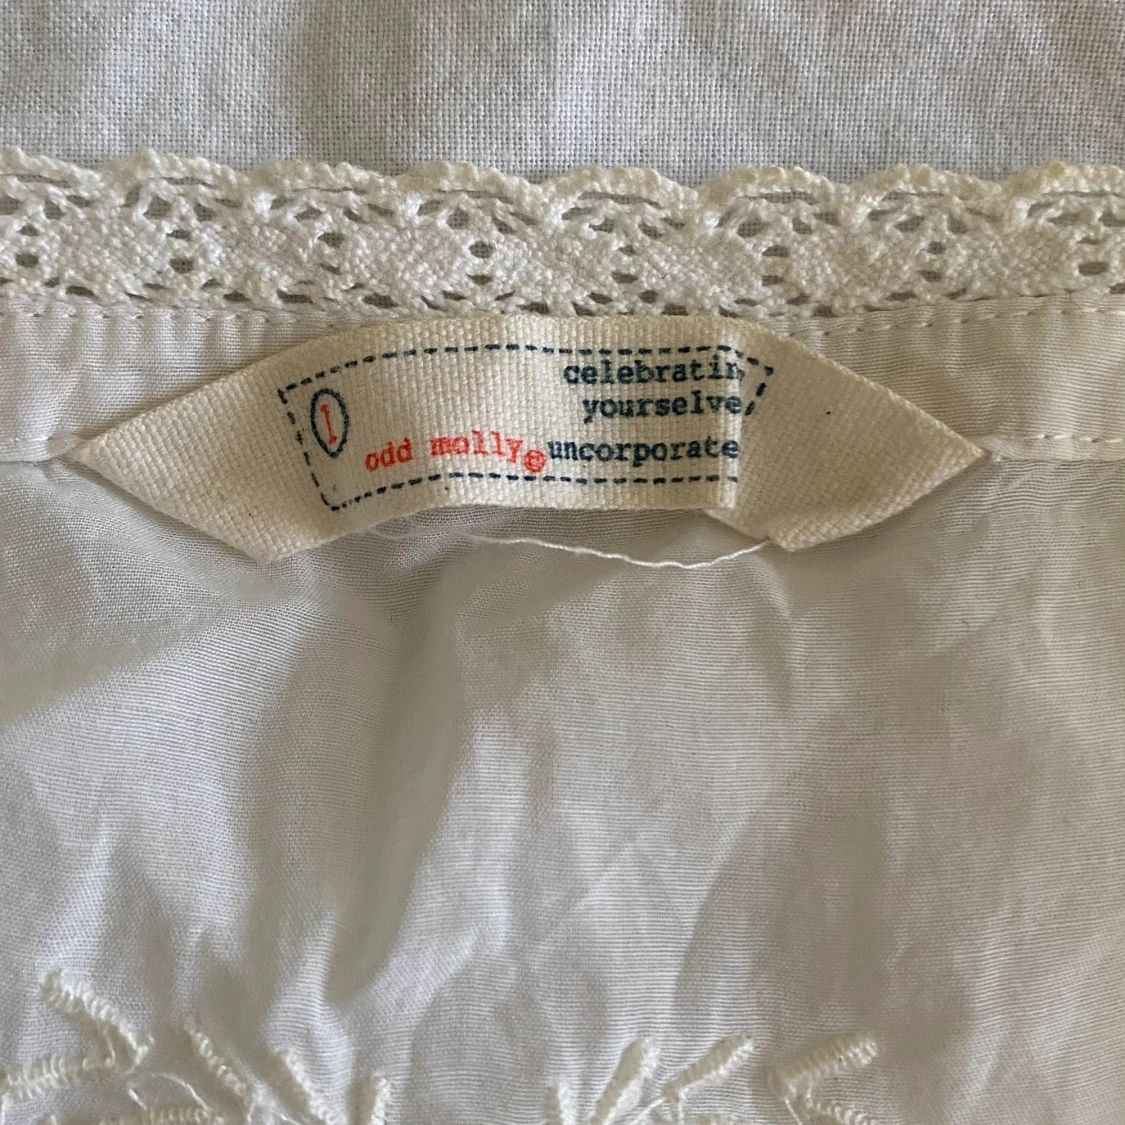 celebratin
yourselve
1 odd molly® uncorporate